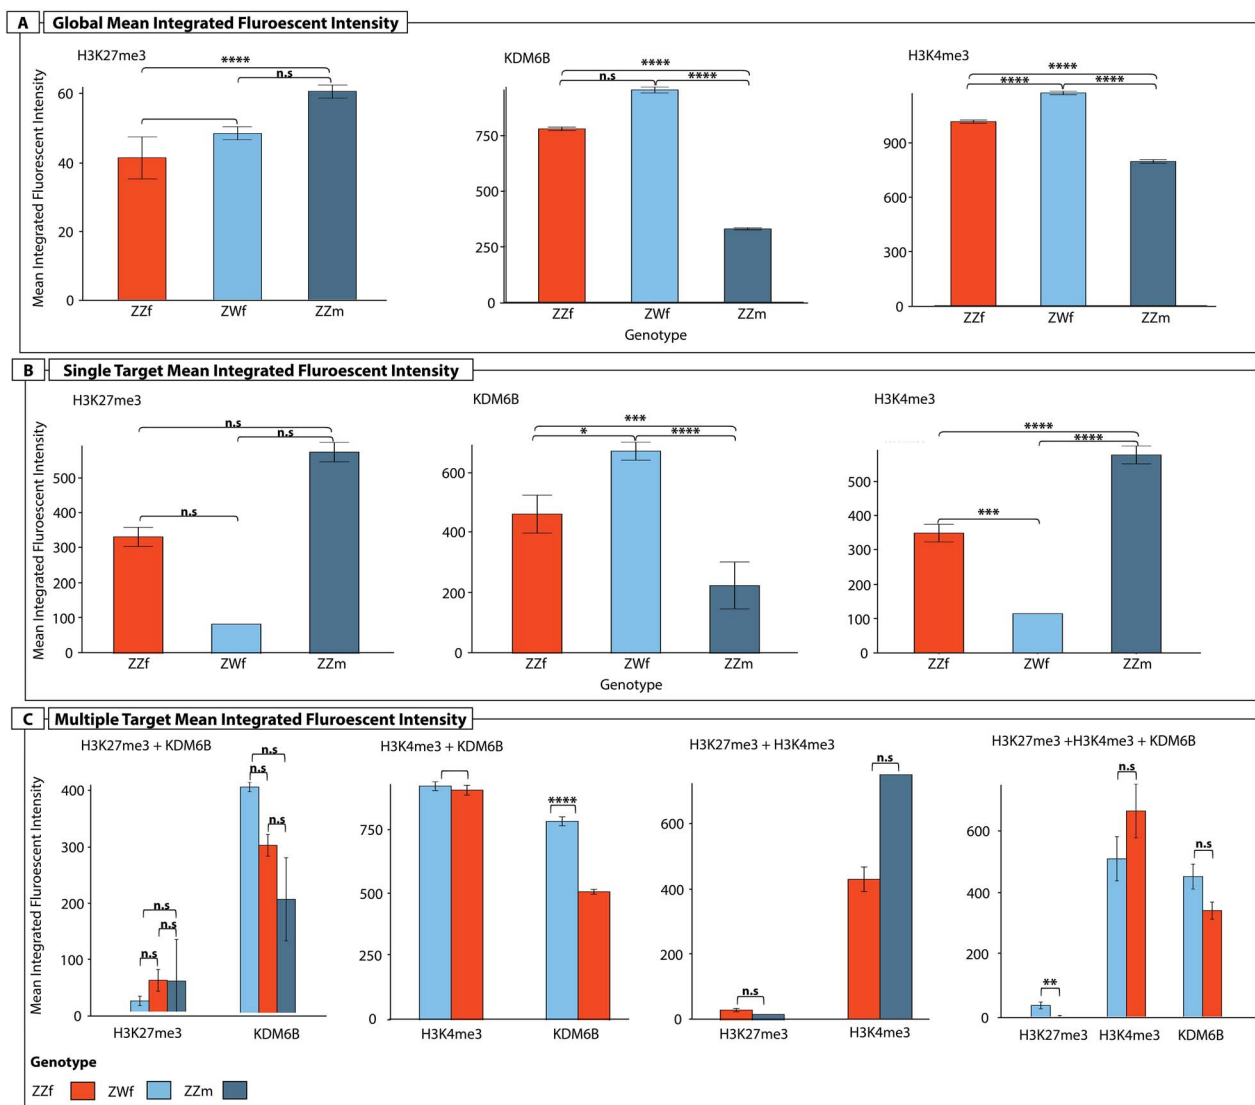 A Global Mean Integrated Fluroescent Intensity
H3K27me3
KDM6B
H3K4me3
Mean Integrated Fluorescent Intensity
60
40
20
0
****
n.s
ZZf ZWf ZZm
750
500
250
0
****
n.s ****
ZZf ZWf ZZm
Genotype
900
600
300
0
****
**** ****
ZZf ZWf ZZm
B Single Target Mean Integrated Fluroescent Intensity
H3K27me3
KDM6B
H3K4me3
Mean Integrated Fluorescent Intensity
500
400
300
200
100
0
n.s
n.s
n.s
ZZf ZWf ZZm
600
400
200
0
***
* ****
ZZf ZWf ZZm
Genotype
500
400
300
200
100
0
****
****
***
ZZf ZWf ZZm
C Multiple Target Mean Integrated Fluroescent Intensity
H3K27me3 + KDM6B
H3K4me3 + KDM6B
H3K27me3 + H3K4me3
H3K27me3 +H3K4me3 + KDM6B
Mean Integrated Fluorescent Intensity
400
300
200
100
0
n.s
n.s
n.s
n.s
n.s
n.s
H3K27me3 KDM6B
750
500
250
0
****
H3K4me3 KDM6B
600
400
200
0
n.s
n.s
H3K27me3 H3K4me3
600
400
200
0
n.s
n.s
**
H3K27me3 H3K4me3 KDM6B
Genotype
ZZf ZWf ZZm